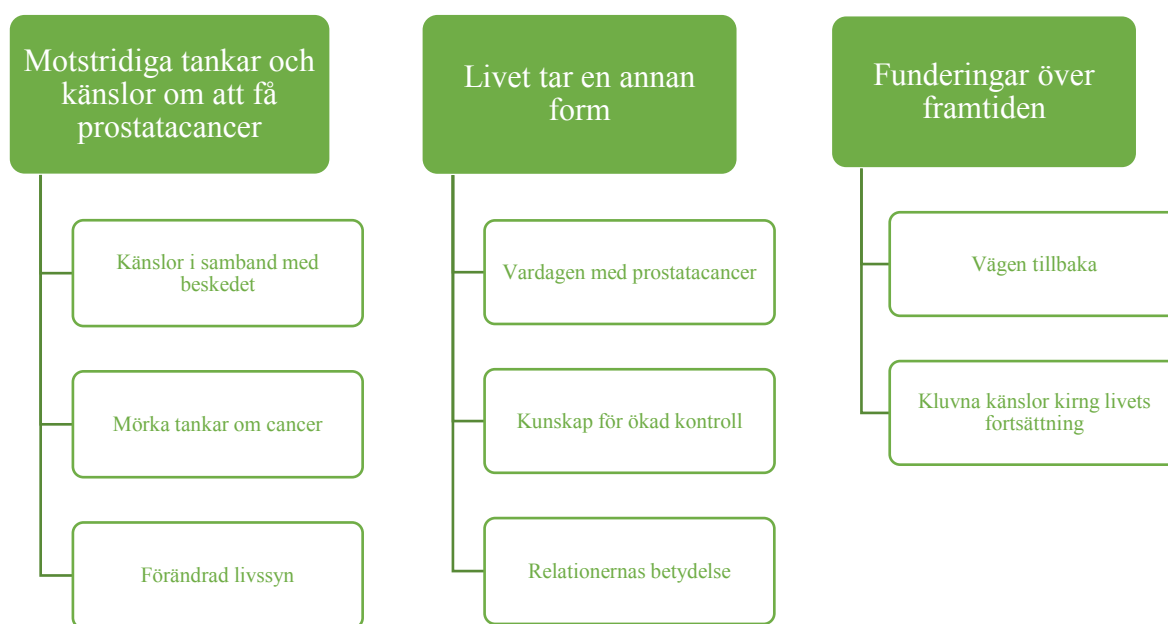 Motstridiga tankar och
känslor om att få
prostatacancer
Känslor i samband med
beskedet
Mörka tankar om cancer
Förändrad livssyn
Livet tar en annan
form
Vardagen med prostatacancer
Kunskap för ökad kontroll
Relationernas betydelse
Funderingar över
framtiden
Vägen tillbaka
Kluvna känslor kirng livets
fortsättning